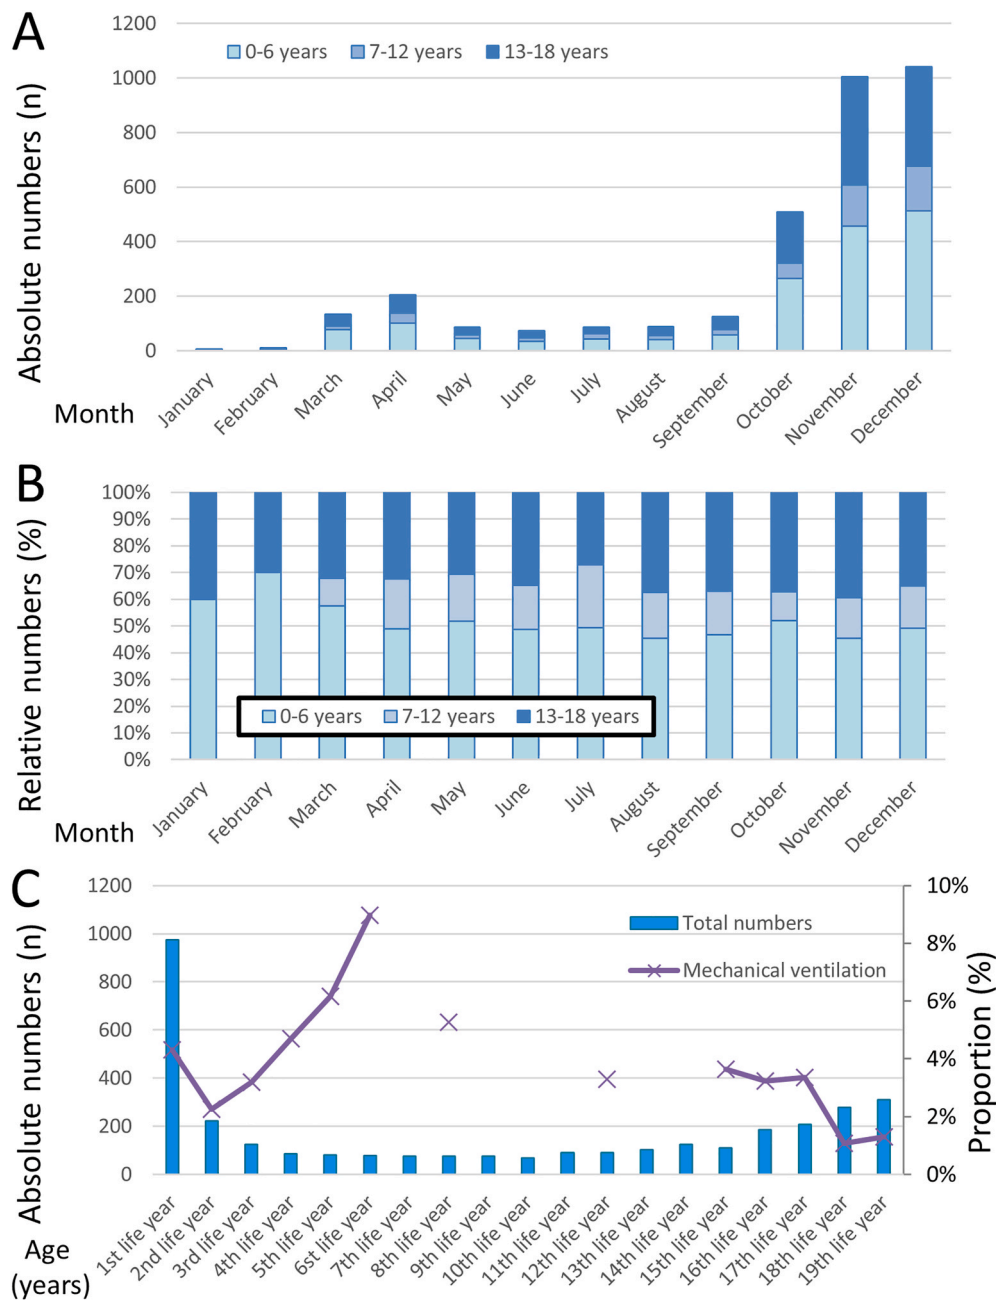 A
Absolute numbers (n)
1200
1000
800
600
400
200
0
0-6 years 7-12 years 13-18 years
Month
January
February
March
April
May
June
July
August
September
October
November
December
B
Relative numbers (%)
100%
90%
80%
70%
60%
50%
40%
30%
20%
10%
0%
0-6 years 7-12 years 13-18 years
Month
January
February
March
April
May
June
July
August
September
October
November
December
C
Absolute numbers (n)
1200
1000
800
600
400
200
0
Total numbers
Mechanical ventilation
10%
8%
6%
4%
2%
0%
Proportion (%)
Age
(years)
1st life year
2nd life year
3rd life year
4th life year
5th life year
6st life year
7th life year
8th life year
9th life year
10th life year
11th life year
12th life year
13th life year
14th life year
15th life year
16th life year
17th life year
18th life year
19th life year